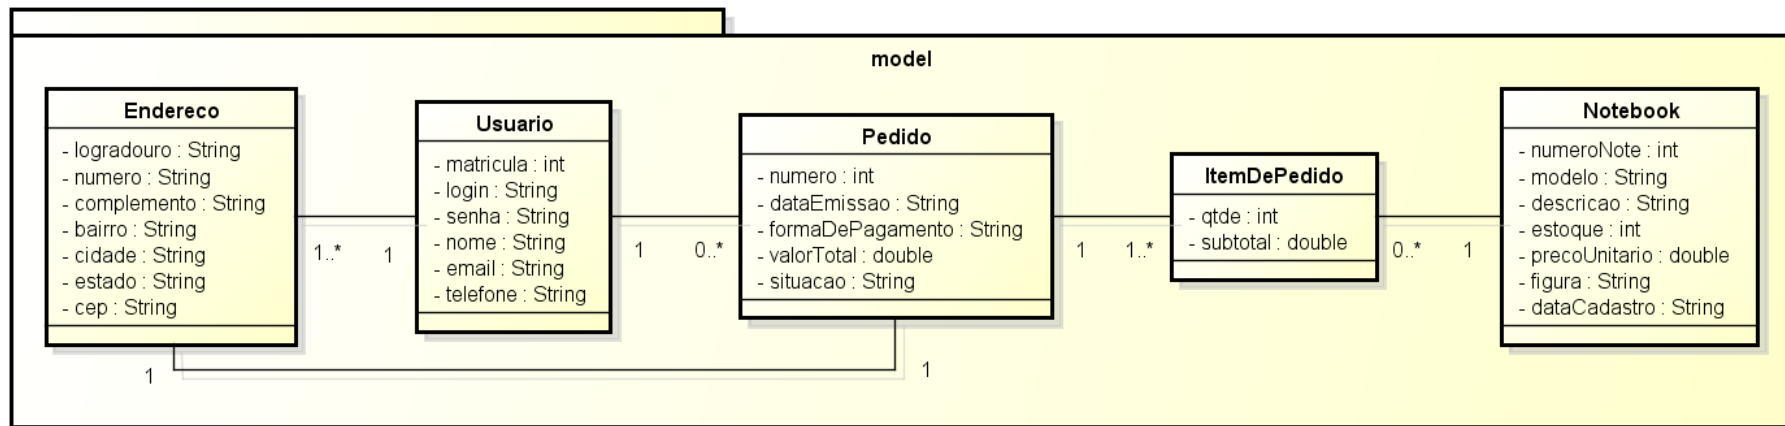 model
Endereco
- logradouro : String
- numero : String
- complemento : String
- bairro : String
- cidade : String
- estado : String
- cep : String
1..*
1
Usuario
- matricula : int
- login : String
- senha : String
- nome : String
- email : String
- telefone : String
1
0..*
Pedido
- numero : int
- dataEmissao : String
- formaDePagamento : String
- valorTotal : double
- situacao : String
1
1..*
ItemDePedido
- qtde : int
- subtotal : double
0..*
1
Notebook
- numeroNote : int
- modelo : String
- descricao : String
- estoque : int
- precoUnitario : double
- figura : String
- dataCadastro : String
1
1